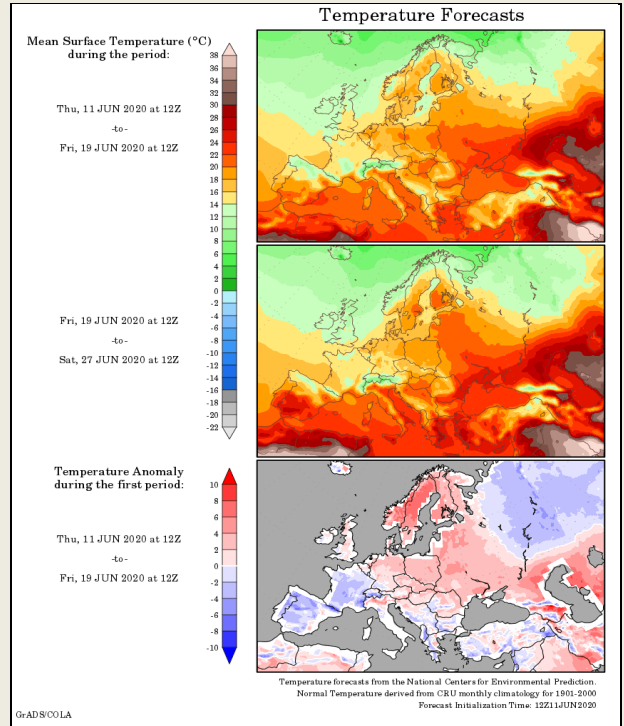 Temperature Forecasts
Mean Surface Temperature (°C)
during the period:
Thu, 11 JUN 2020 at 12Z
-to-
Fri, 19 JUN 2020 at 12Z
Fri, 19 JUN 2020 at 12Z
-to-
Sat, 27 JUN 2020 at 12Z
38
36
34
32
30
28
26
24
22
20
18
16
14
12
10
8
6
4
2
0
-2
-4
-6
-8
-10
-12
-14
-16
-18
-20
-22
Temperature Anomaly
during the first period:
Thu, 11 JUN 2020 at 12Z
-to-
Fri, 19 JUN 2020 at 12Z
10
8
6
4
2
0
-2
-4
-6
-8
-10
Temperature forecasts from the National Centers for Environmental Prediction.
Normal Temperature derived from CRU monthly climatology for 1901-2000
Forecast Initialization Time: 12Z11JUN2020
GrADS/COLA